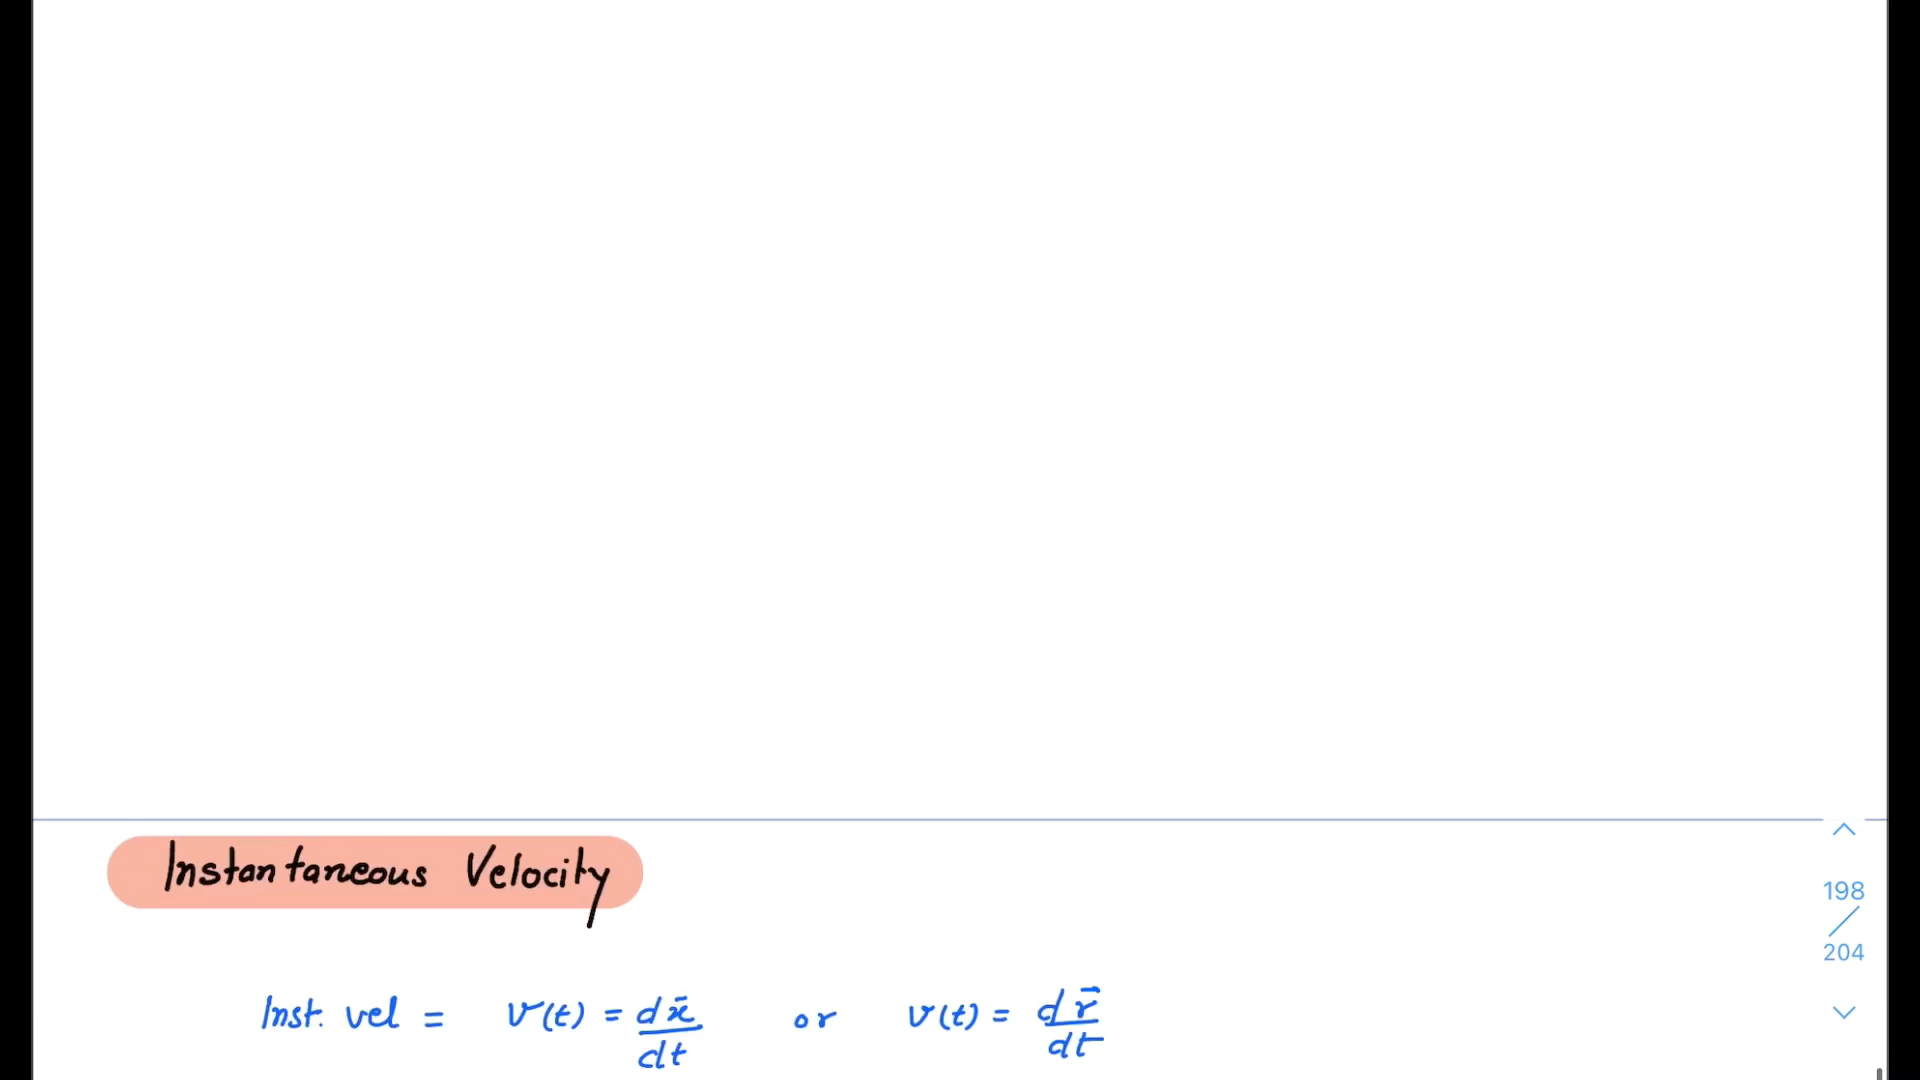 Instantaneous Velocity
198
/
204
Inst. vel = v(t) = dx̄/dt or v(t) = dr̄/dt